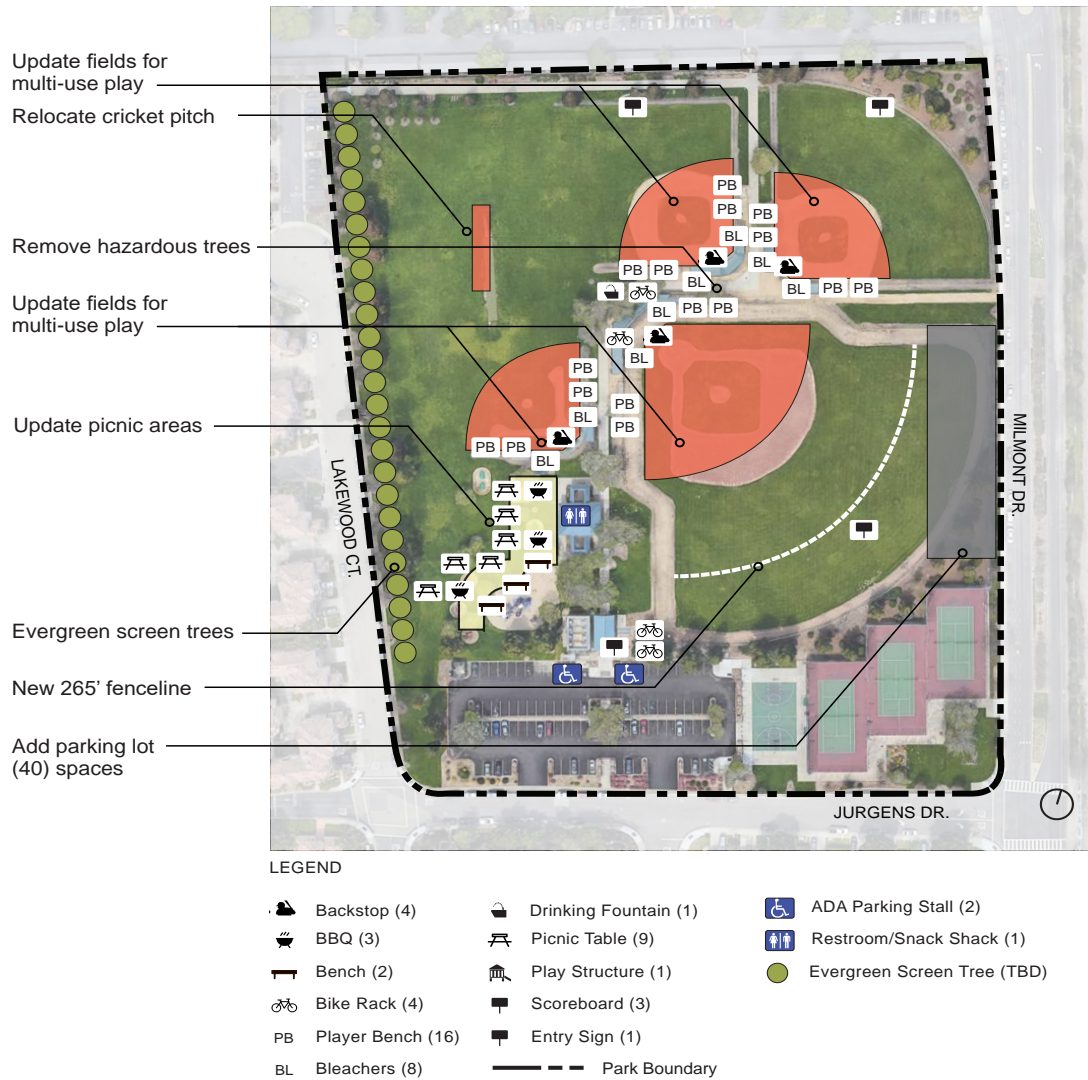 Update fields for
multi-use play
Relocate cricket pitch
Remove hazardous trees
Update fields for
multi-use play
Update picnic areas
Evergreen screen trees
New 265' fenceline
Add parking lot
(40) spaces
PB
PB
PB
BL
PB
BL
PB PB
BL
BL
PB PB
BL
PB PB
BL
PB
PB
BL
PB
PB
PB PB
BL
LAKEWOOD CT.
MILMONT DR.
JURGENS DR.
LEGEND
Backstop (4)
BBQ (3)
Bench (2)
Bike Rack (4)
PB Player Bench (16)
BL Bleachers (8)
Drinking Fountain (1)
Picnic Table (9)
Play Structure (1)
Scoreboard (3)
Entry Sign (1)
Park Boundary
ADA Parking Stall (2)
Restroom/Snack Shack (1)
Evergreen Screen Tree (TBD)